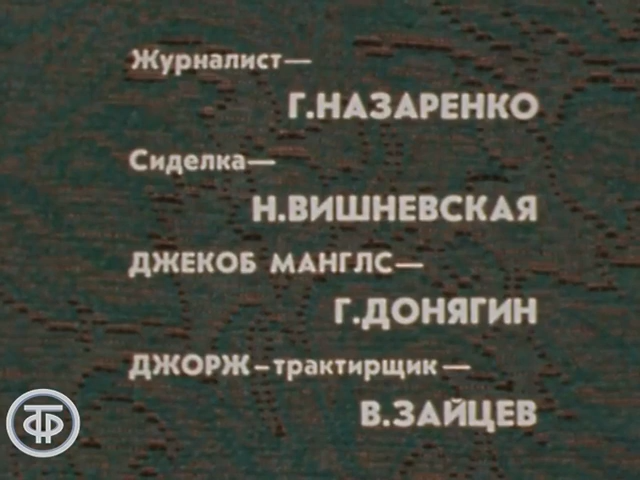 Журналист—
Г.НАЗАРЕНКО
Сиделка—
Н.ВИШНЕВСКАЯ
ДЖЕКОБ МАНГЛС—
Г.ДОНЯГИН
ДЖОРЖ–трактирщик—
В.ЗАЙЦЕВ